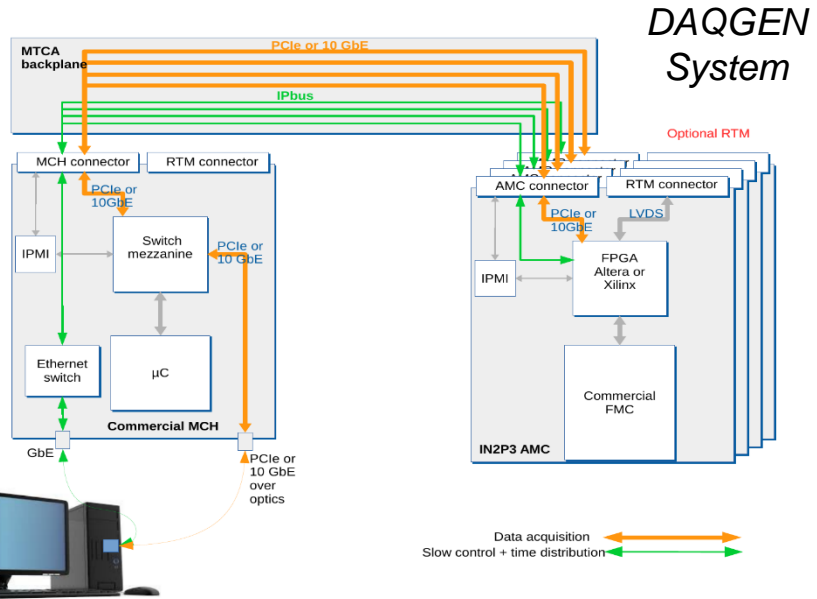 DAQGEN
System
MTCA
backplane
PCIe or 10 GbE
IPbus
Optional RTM
MCH connector
RTM connector
PCIe or
10GbE
IPMI
Switch
mezzanine
PCIe or
10 GbE
Ethernet
switch
µC
Commercial MCH
GbE
PCIe or
10 GbE
over
optics
AMC connector
RTM connector
PCIe or
10GbE
LVDS
IPMI
FPGA
Altera or
Xilinx
Commercial
FMC
IN2P3 AMC
Data acquisition
Slow control + time distribution